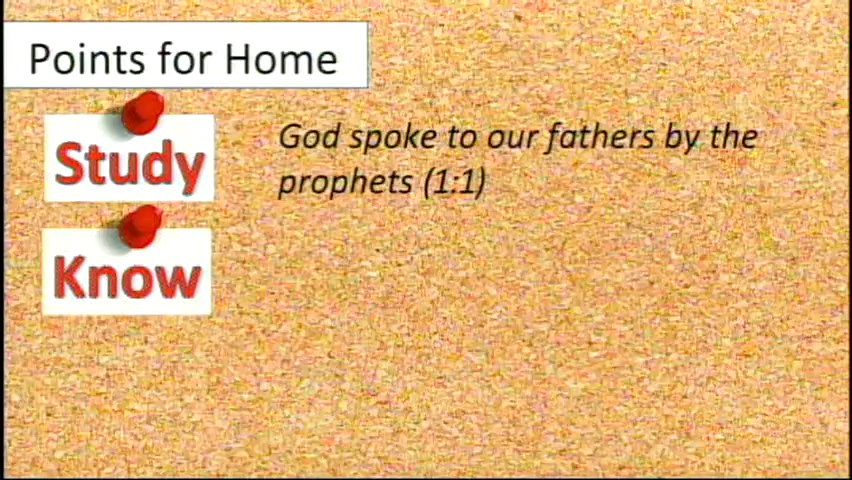 Points for Home
Study
God spoke to our fathers by the
prophets (1:1)
Know